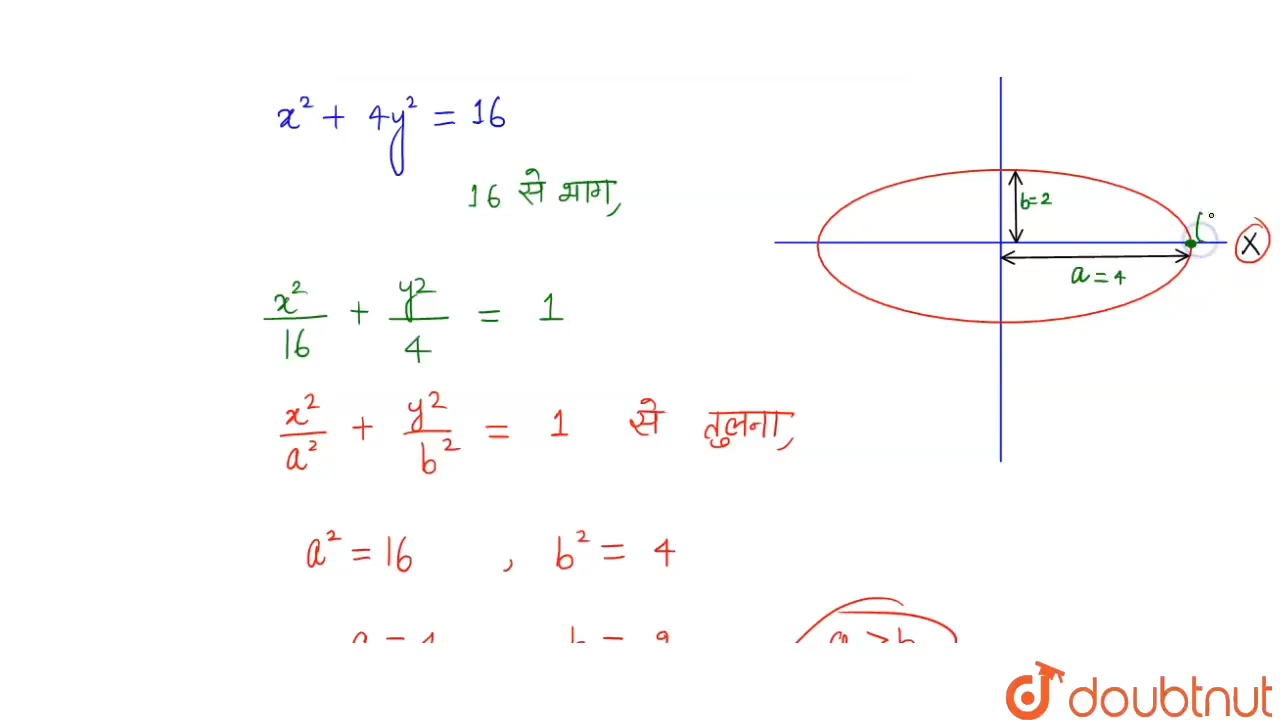 x² + 4y² = 16
16 से भाग,
b=2
X
a = 4
x²/16 + y²/4 = 1
x²/a² + y²/b² = 1 से तुलना,
a² = 16 , b² = 4
a > b
doubtnut